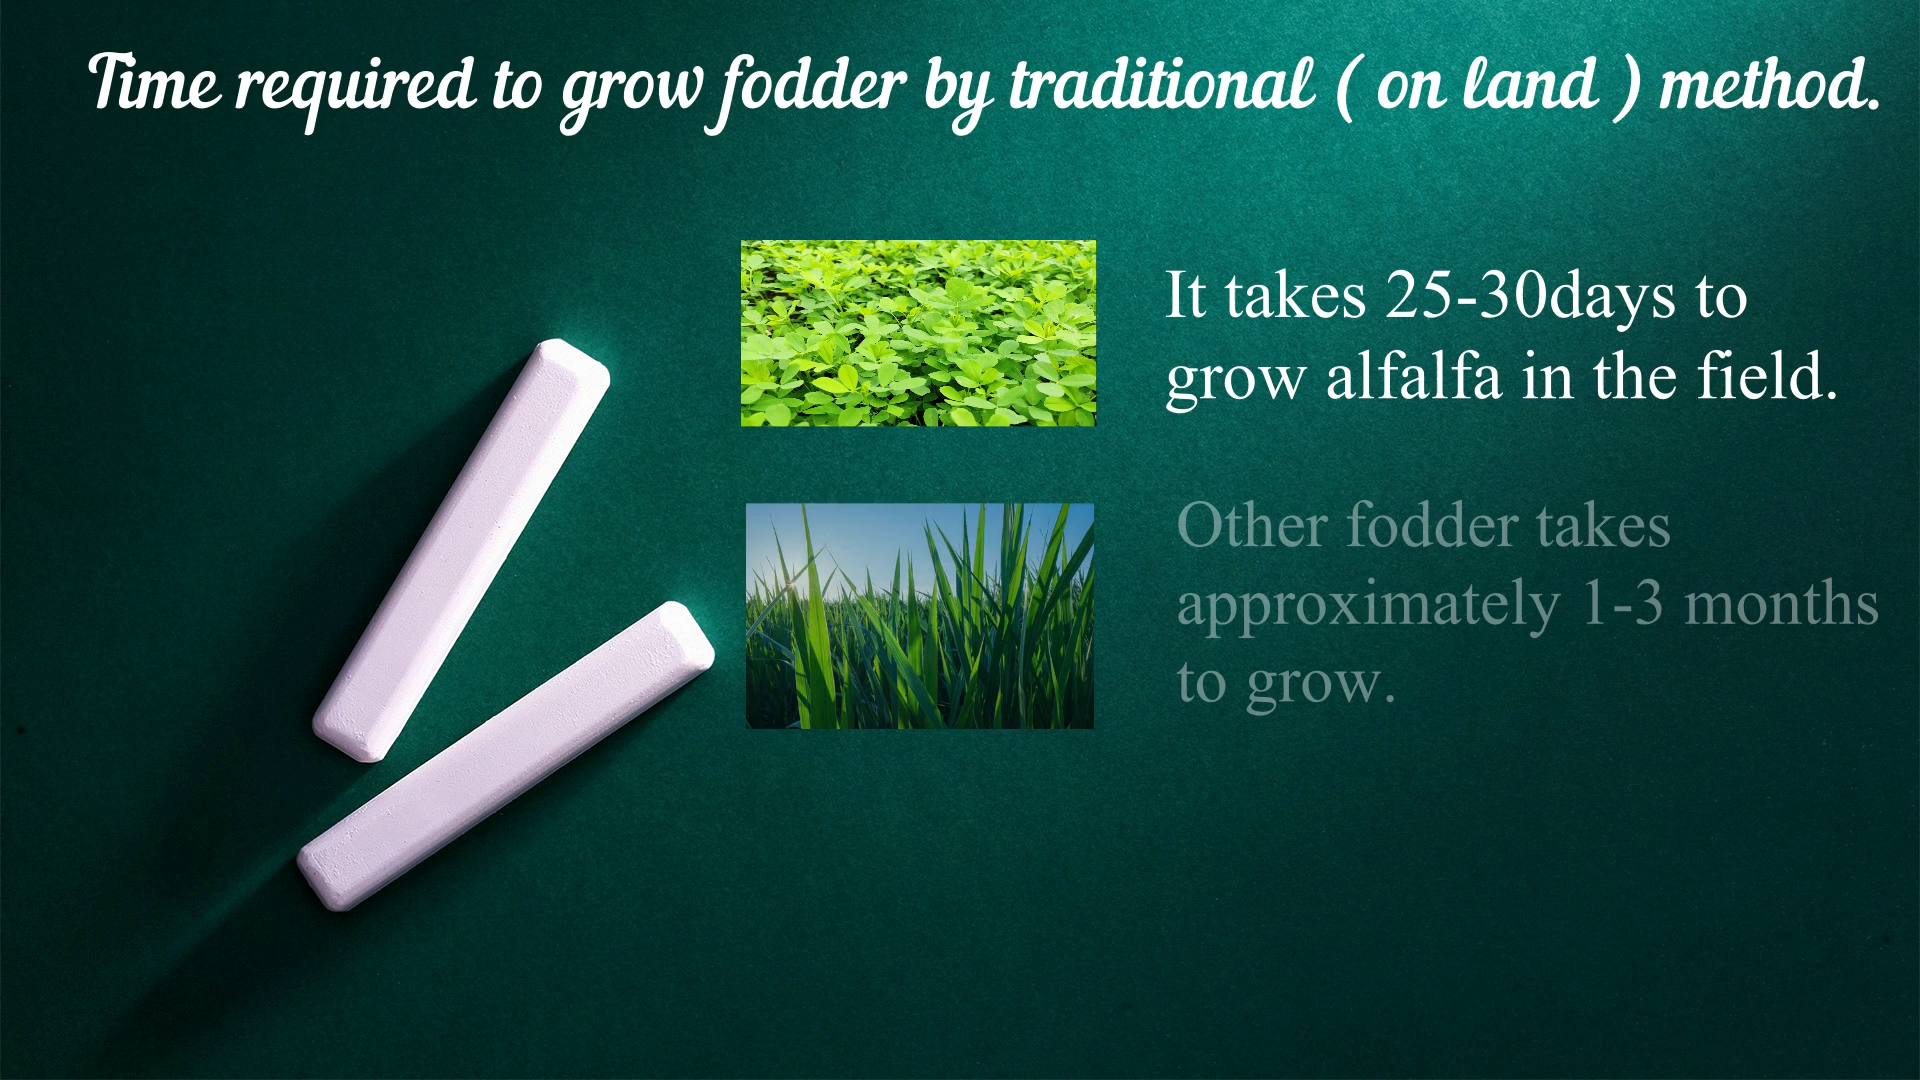 Time required to grow fodder by traditional ( on land ) method.
It takes 25-30days to
grow alfalfa in the field.
Other fodder takes
approximately 1-3 months
to grow.